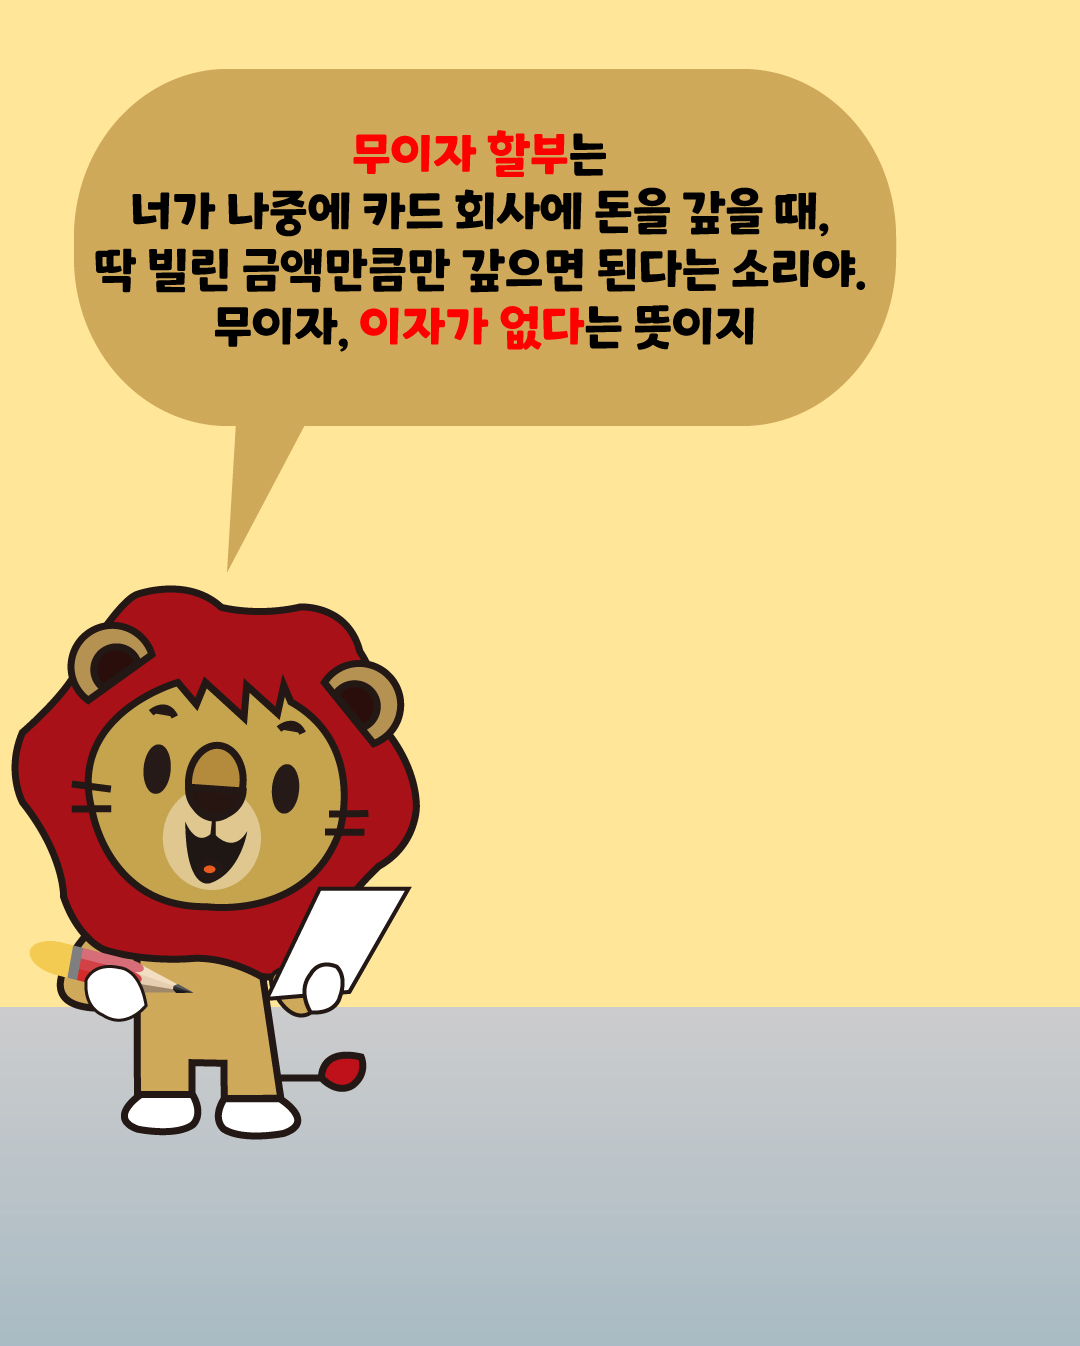 무이자 할부는
너가 나중에 카드 회사에 돈을 갚을 때,
딱 빌린 금액만큼만 갚으면 된다는 소리야.
무이자, 이자가 없다는 뜻이지